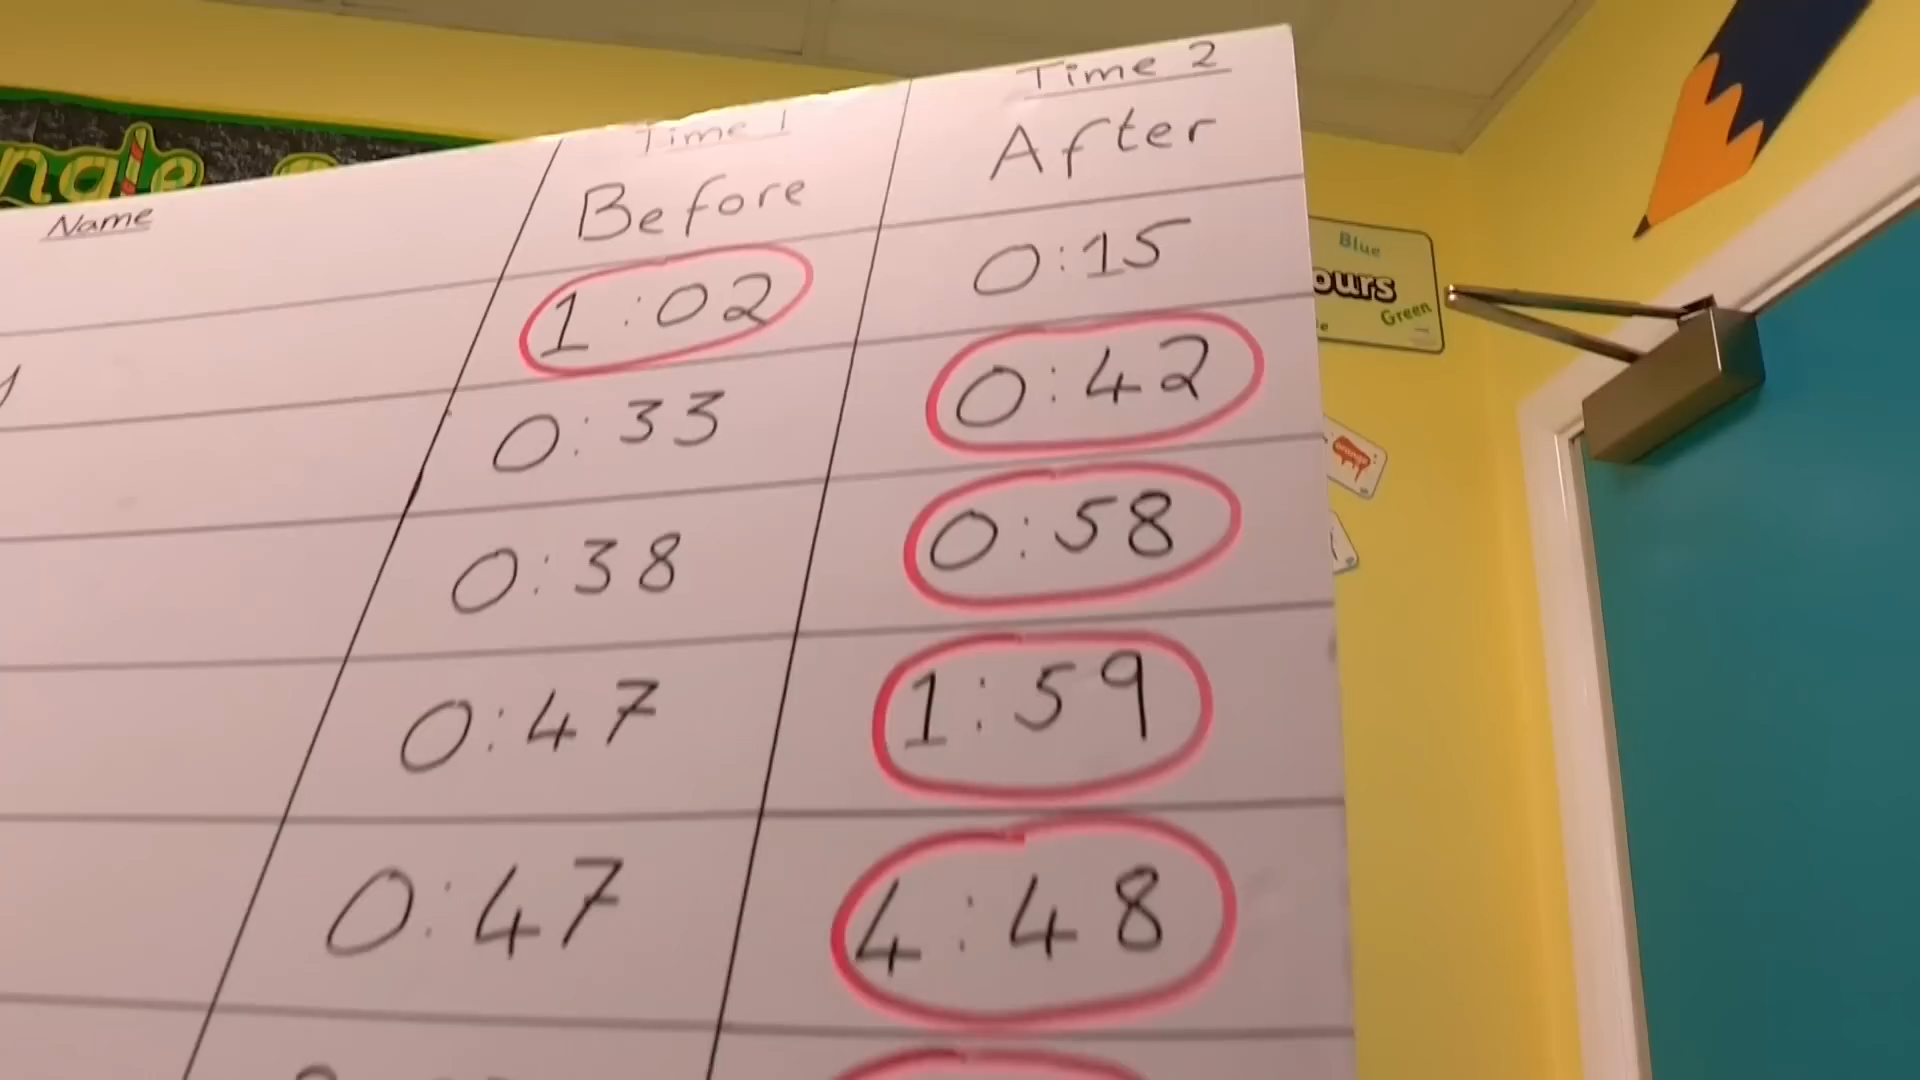 Time 1
Time 2
Name
Before
After
1:02
0:15
0:33
0:42
0:38
0:58
0:47
1:59
0:47
4:48
Blue
ours
Green
orange